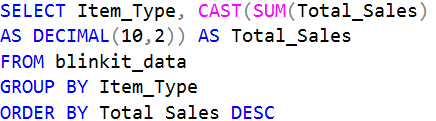 SELECT Item_Type, CAST(SUM(Total_Sales)
AS DECIMAL(10,2)) AS Total_Sales
FROM blinkit_data
GROUP BY Item_Type
ORDER BY Total Sales DESC